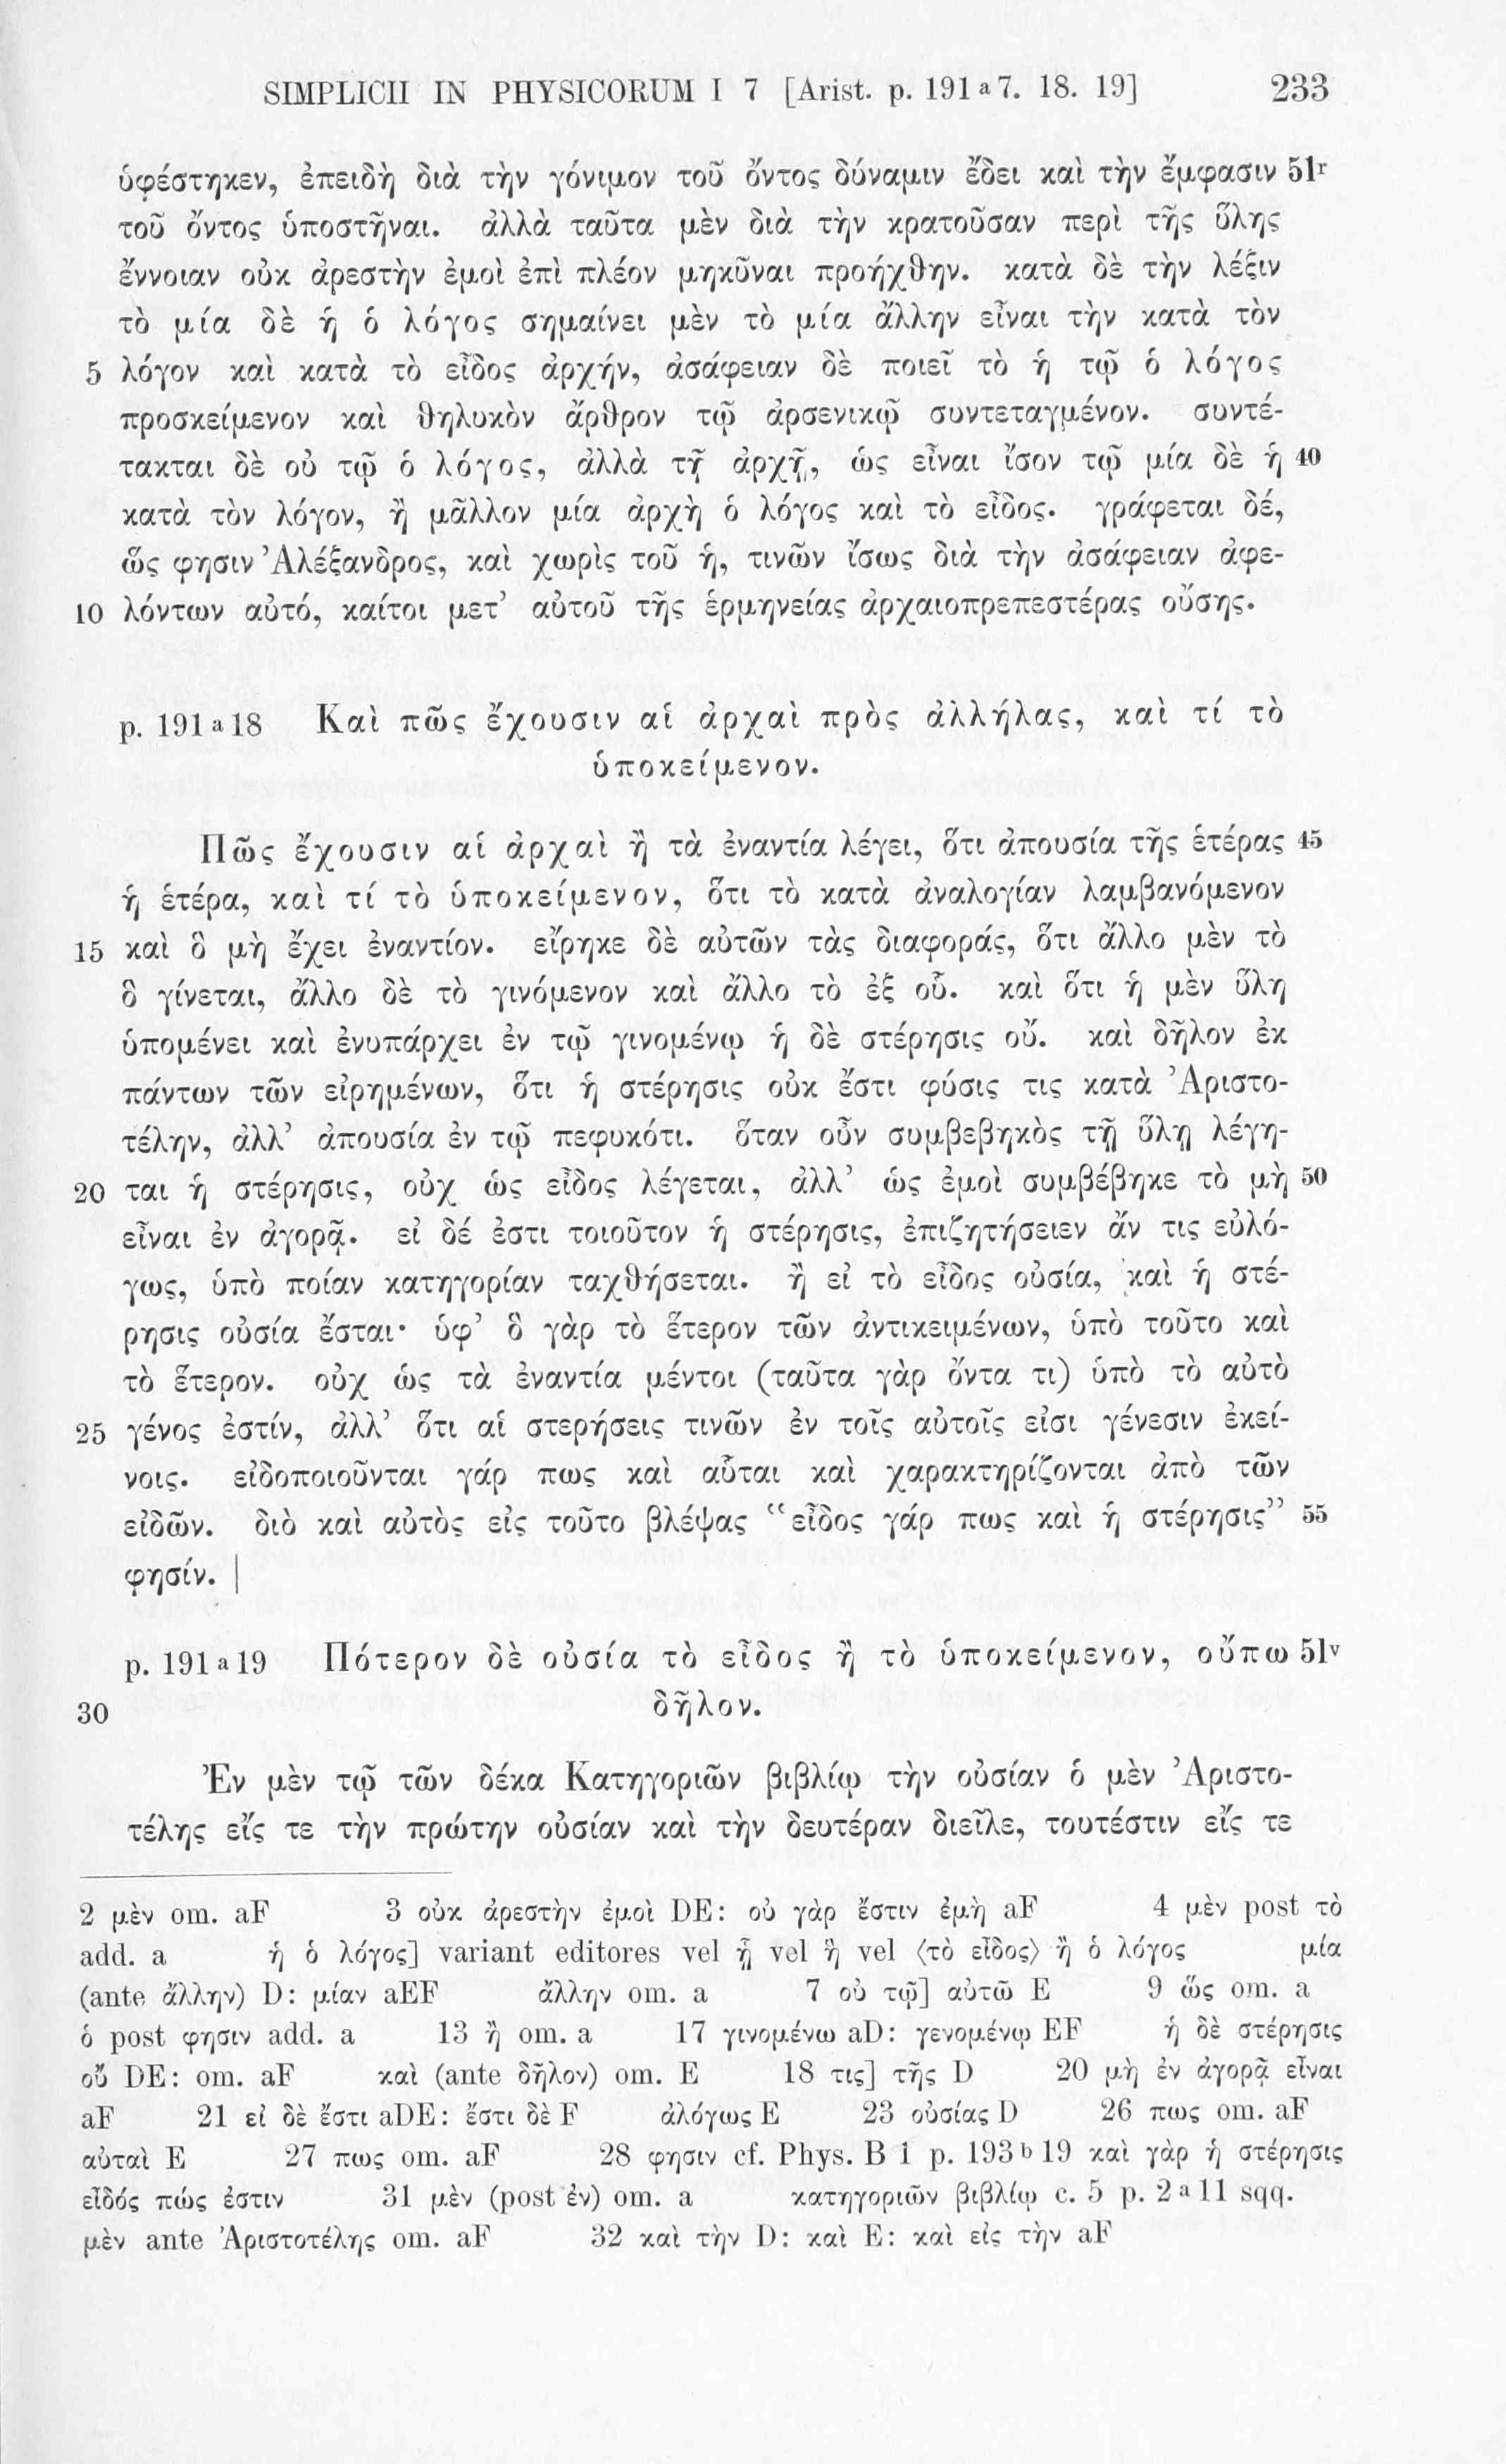 SIMPLICII IN PHYSICORUM I 7 [Arist. p. 191 a 7. 18. 19] 233
ὑφέστηκεν, ἐπειδὴ διὰ τὴν γόνιμον τοῦ ὄντος δύναμιν ἔδει καὶ τὴν ἔμφασιν 51r
τοῦ ὄντος ὑποστῆναι. ἀλλὰ ταῦτα μὲν διὰ τὴν κρατοῦσαν περὶ τῆς ὕλης
ἔννοιαν οὐκ ἀρεστὴν ἐμοὶ ἐπὶ πλέον μηκῦναι προήχθην. κατὰ δὲ τὴν λέξιν
τὸ μία δὲ ἡ ὁ λόγος σημαίνει μὲν τὸ μία ἄλλην εἶναι τὴν κατὰ τὸν
5 λόγον καὶ κατὰ τὸ εἶδος ἀρχήν, ἀσάφειαν δὲ ποιεῖ τὸ ἡ τῷ ὁ λόγος
προσκείμενον καὶ θηλυκὸν ἄρθρον τῷ ἀρσενικῷ συντεταγμένον. συντέ-
τακται δὲ οὐ τῷ ὁ λόγος, ἀλλὰ τῇ ἀρχῇ, ὡς εἶναι ἴσον τῷ μία δὲ ἡ 40
κατὰ τὸν λόγον, ἢ μᾶλλον μία ἀρχὴ ὁ λόγος καὶ τὸ εἶδος. γράφεται δέ,
ὥς φησιν Ἀλέξανδρος, καὶ χωρὶς τοῦ ἡ, τινῶν ἴσως διὰ τὴν ἀσάφειαν ἀφε-
10 λόντων αὐτό, καίτοι μετ’ αὐτοῦ τῆς ἑρμηνείας ἀρχαιοπρεπεστέρας οὔσης.
p. 191 a 18 Καὶ πῶς ἔχουσιν αἱ ἀρχαὶ πρὸς ἀλλήλας, καὶ τί τὸ
ὑποκείμενον.
Πῶς ἔχουσιν αἱ ἀρχαὶ ἢ τὰ ἐναντία λέγει, ὅτι ἀπουσία τῆς ἑτέρας 45
ἡ ἑτέρα, καὶ τί τὸ ὑποκείμενον, ὅτι τὸ κατὰ ἀναλογίαν λαμβανόμενον
15 καὶ ὃ μὴ ἔχει ἐναντίον. εἴρηκε δὲ αὐτῶν τὰς διαφοράς, ὅτι ἄλλο μὲν τὸ
ὃ γίνεται, ἄλλο δὲ τὸ γινόμενον καὶ ἄλλο τὸ ἐξ οὗ. καὶ ὅτι ἡ μὲν ὕλη
ὑπομένει καὶ ἐνυπάρχει ἐν τῷ γινομένῳ ἡ δὲ στέρησις οὔ. καὶ δῆλον ἐκ
πάντων τῶν εἰρημένων, ὅτι ἡ στέρησις οὐκ ἔστι φύσις τις κατὰ Ἀριστο-
τέλην, ἀλλ’ ἀπουσία ἐν τῷ πεφυκότι. ὅταν οὖν συμβεβηκὸς τῇ ὕλῃ λέγη-
20 ται ἡ στέρησις, οὐχ ὡς εἶδος λέγεται, ἀλλ’ ὡς ἐμοὶ συμβέβηκε τὸ μὴ 50
εἶναι ἐν ἀγορᾷ. εἰ δέ ἐστι τοιοῦτον ἡ στέρησις, ἐπιζητήσειεν ἄν τις εὐλό-
γως, ὑπὸ ποίαν κατηγορίαν ταχθήσεται. ἢ εἰ τὸ εἶδος οὐσία, καὶ ἡ στέ-
ρησις οὐσία ἔσται· ὑφ’ ὃ γὰρ τὸ ἕτερον τῶν ἀντικειμένων, ὑπὸ τοῦτο καὶ
τὸ ἕτερον. οὐχ ὡς τὰ ἐναντία μέντοι (ταῦτα γὰρ ὄντα τι) ὑπὸ τὸ αὐτὸ
25 γένος ἐστίν, ἀλλ’ ὅτι αἱ στερήσεις τινῶν ἐν τοῖς αὐτοῖς εἰσι γένεσιν ἐκεί-
νοις. εἰδοποιοῦνται γάρ πως καὶ αὗται καὶ χαρακτηρίζονται ἀπὸ τῶν
εἰδῶν. διὸ καὶ αὐτὸς εἰς τοῦτο βλέψας “εἶδος γάρ πως καὶ ἡ στέρησις” 55
φησίν. |
p. 191 a 19 Πότερον δὲ οὐσία τὸ εἶδος ἢ τὸ ὑποκείμενον, οὔπω 51v
30 δῆλον.
Ἐν μὲν τῷ τῶν δέκα Κατηγοριῶν βιβλίῳ τὴν οὐσίαν ὁ μὲν Ἀριστο-
τέλης εἴς τε τὴν πρώτην οὐσίαν καὶ τὴν δευτέραν διεῖλε, τουτέστιν εἴς τε
2 μὲν om. aF 3 οὐκ ἀρεστὴν ἐμοὶ DE: οὐ γὰρ ἔστιν ἐμὴ aF 4 μὲν post τὸ
add. a ἡ ὁ λόγος] variant editores vel ᾗ vel ἢ vel ⟨τὸ εἶδος⟩ ἢ ὁ λόγος μία
(ante ἄλλην) D: μίαν aEF ἄλλην om. a 7 οὐ τῷ] αὐτῶ E 9 ὥς om. a
ὁ post φησιν add. a 13 ἢ om. a 17 γινομένω aD: γενομένῳ EF ἡ δὲ στέρησις
οὔ DE: om. aF καὶ (ante δῆλον) om. E 18 τις] τῆς D 20 μὴ ἐν ἀγορᾷ εἶναι
aF 21 εἰ δὲ ἔστι aDE: ἔστι δὲ F ἀλόγως E 23 οὐσίας D 26 πως om. aF
αὐταὶ E 27 πως om. aF 28 φησιν cf. Phys. B 1 p. 193 b 19 καὶ γὰρ ἡ στέρησις
εἶδός πώς ἐστιν 31 μὲν (post ἐν) om. a κατηγοριῶν βιβλίῳ c. 5 p. 2 a 11 sqq.
μὲν ante Ἀριστοτέλης om. aF 32 καὶ τὴν D: καὶ E: καὶ εἰς τὴν aF